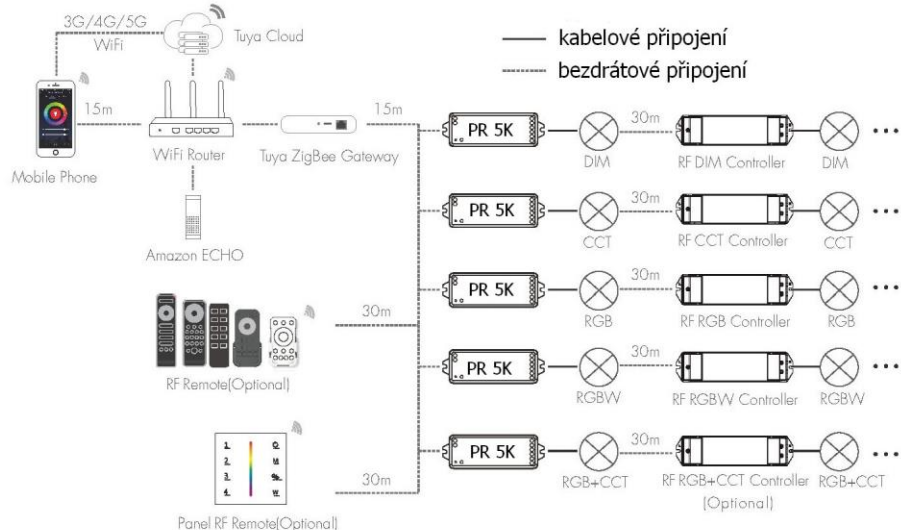 3G/4G/5G
WiFi
Tuya Cloud
kabelové připojení
bezdrátové připojení
15m
15m
Mobile Phone
WiFi Router
Tuya ZigBee Gateway
Amazon ECHO
PR 5K
DIM
30m
RF DIM Controller
DIM
PR 5K
CCT
30m
RF CCT Controller
CCT
PR 5K
RGB
30m
RF RGB Controller
RGB
PR 5K
RGBW
30m
RF RGBW Controller
RGBW
PR 5K
RGB+CCT
30m
RF RGB+CCT Controller
(Optional)
RGB+CCT
30m
RF Remote(Optional)
1
2
3
4
M
%
W
30m
Panel RF Remote(Optional)